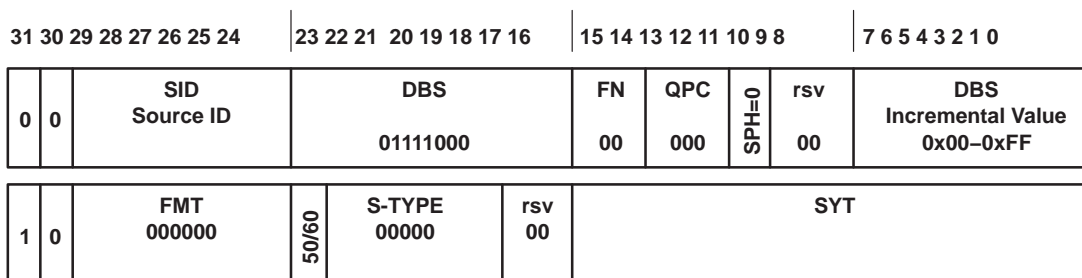 31 30 29 28 27 26 25 24 23 22 21 20 19 18 17 16 15 14 13 12 11 10 9 8 7 6 5 4 3 2 1 0
0 0 SID DBS FN QPC SPH=0 rsv DBS
Source ID Incremental Value
01111000 00 000 00 0x00–0xFF
1 0 FMT 50/60 S-TYPE rsv SYT
000000 00000 00